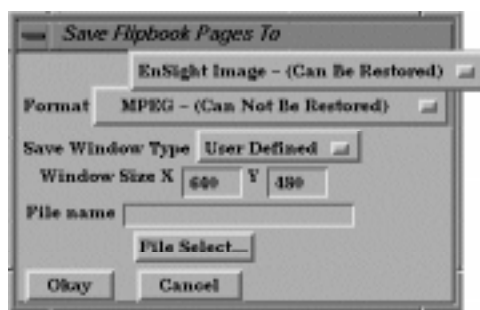 Save Flipbook Pages To
EnSight Image - (Can Be Restored)
Format MPEG - (Can Not Be Restored)
Save Window Type User Defined
Window Size X 640 Y 480
File name
File Select...
Okay Cancel